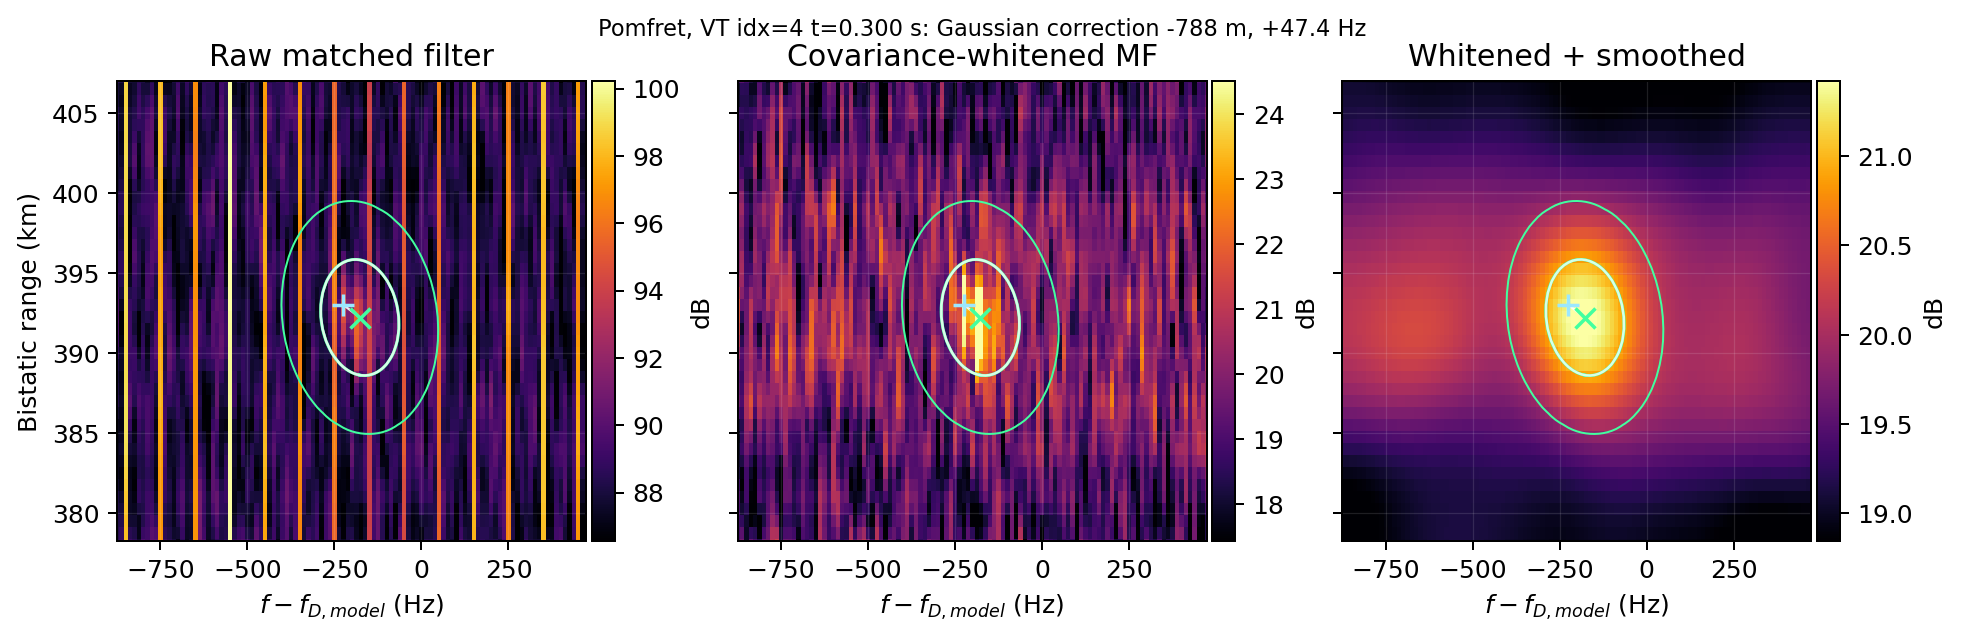 Pomfret, VT idx=4 t=0.300 s: Gaussian correction -788 m, +47.4 Hz
Raw matched filter
Covariance-whitened MF
Whitened + smoothed
Bistatic range (km)
405
400
395
390
385
380
−750 −500 −250 0 250
f − f_{D, model} (Hz)
100
98
96
94
92
90
88
dB
−750 −500 −250 0 250
f − f_{D, model} (Hz)
24
23
22
21
20
19
18
dB
−750 −500 −250 0 250
f − f_{D, model} (Hz)
21.0
20.5
20.0
19.5
19.0
dB